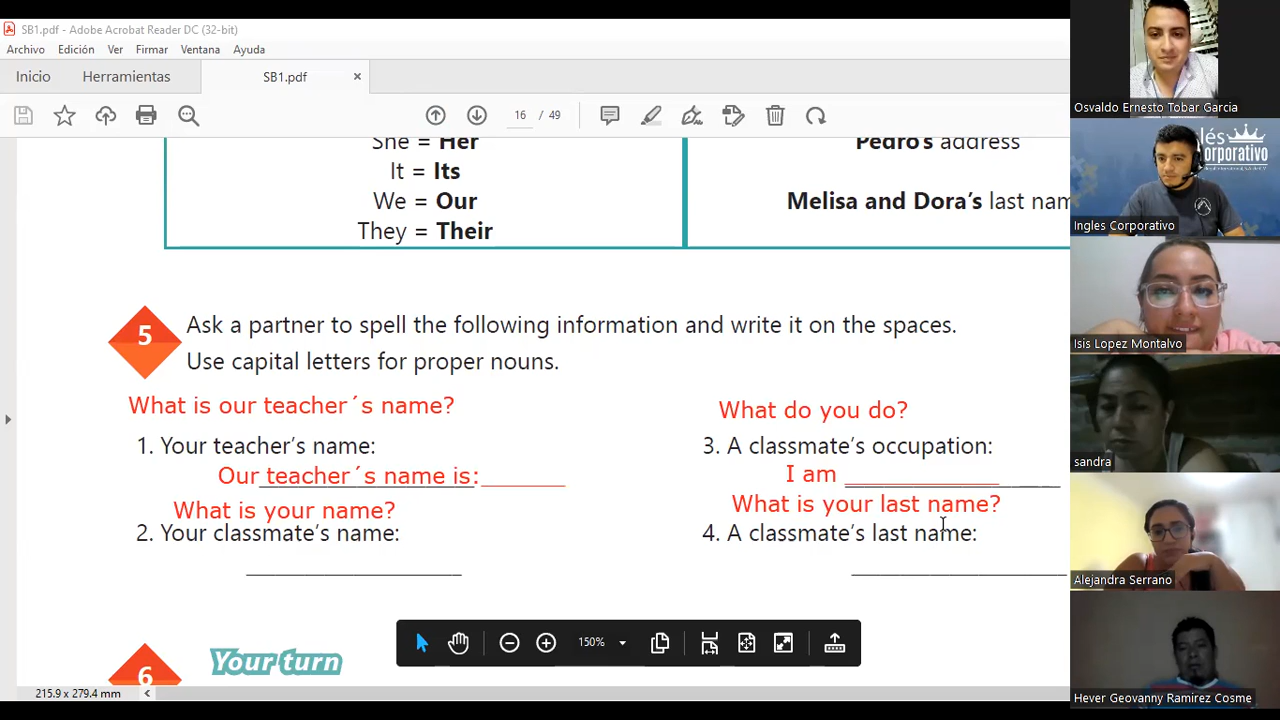 SB1.pdf - Adobe Acrobat Reader DC (32-bit)
Archivo Edición Ver Firmar Ventana Ayuda
Inicio Herramientas SB1.pdf ×
16 / 49
She = Her
It = Its
We = Our
They = Their
Pedro's address
Melisa and Dora's last nam
5
Ask a partner to spell the following information and write it on the spaces.
Use capital letters for proper nouns.
What is our teacher´s name?
1. Your teacher's name:
Our teacher´s name is:
What is your name?
2. Your classmate's name:
What do you do?
3. A classmate's occupation:
I am
What is your last name?
4. A classmate's last name:
6
Your turn
150%
215.9 x 279.4 mm
Osvaldo Ernesto Tobar Garcia
lés
orporativo
Ingles Corporativo
Isis Lopez Montalvo
sandra
Alejandra Serrano
Hever Geovanny Ramirez Cosme